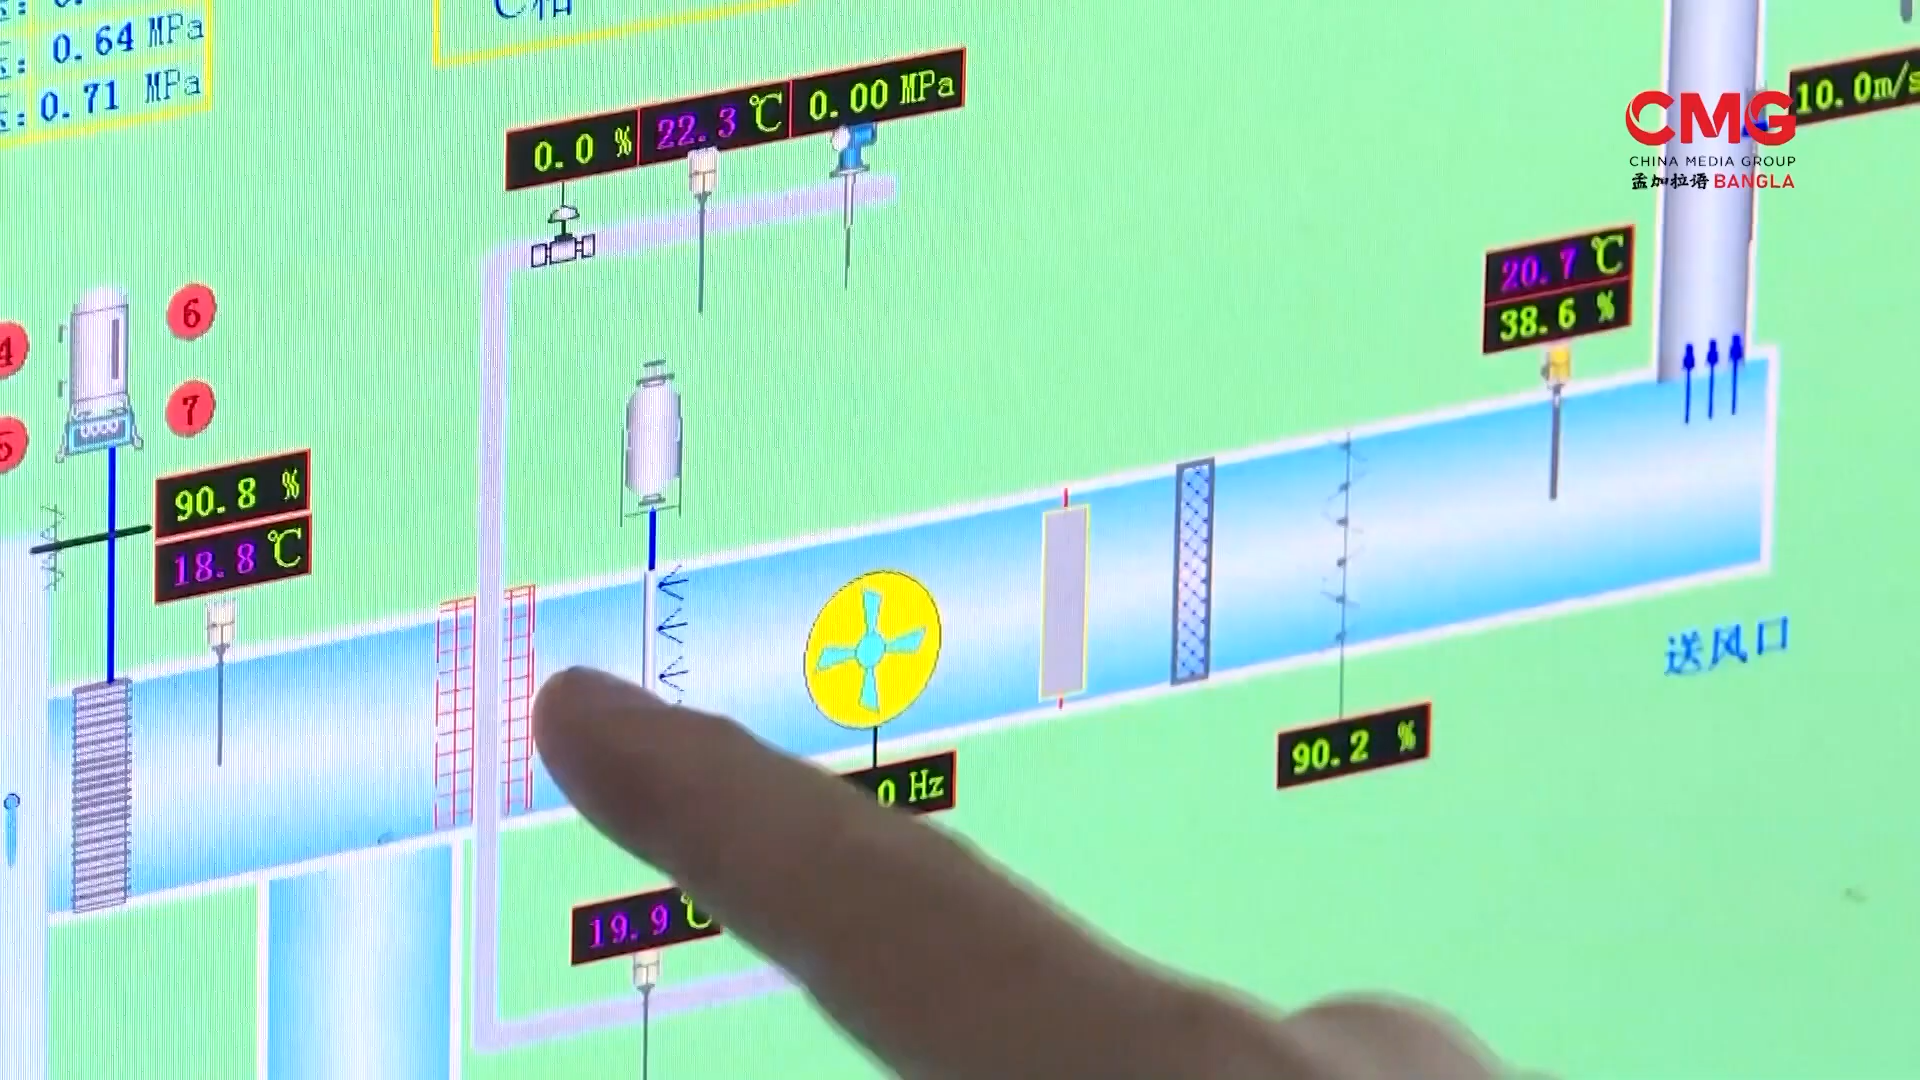 0.64 MPa
0.71 MPa
0.0 %
22.3 ℃
0.00 MPa
10.0m/s
CMG
CHINA MEDIA GROUP
孟加拉语 BANGLA
20.7 ℃
38.6 %
4
6
7
5
90.8 %
18.8 ℃
送风口
90.2 %
0 Hz
19.9 ℃